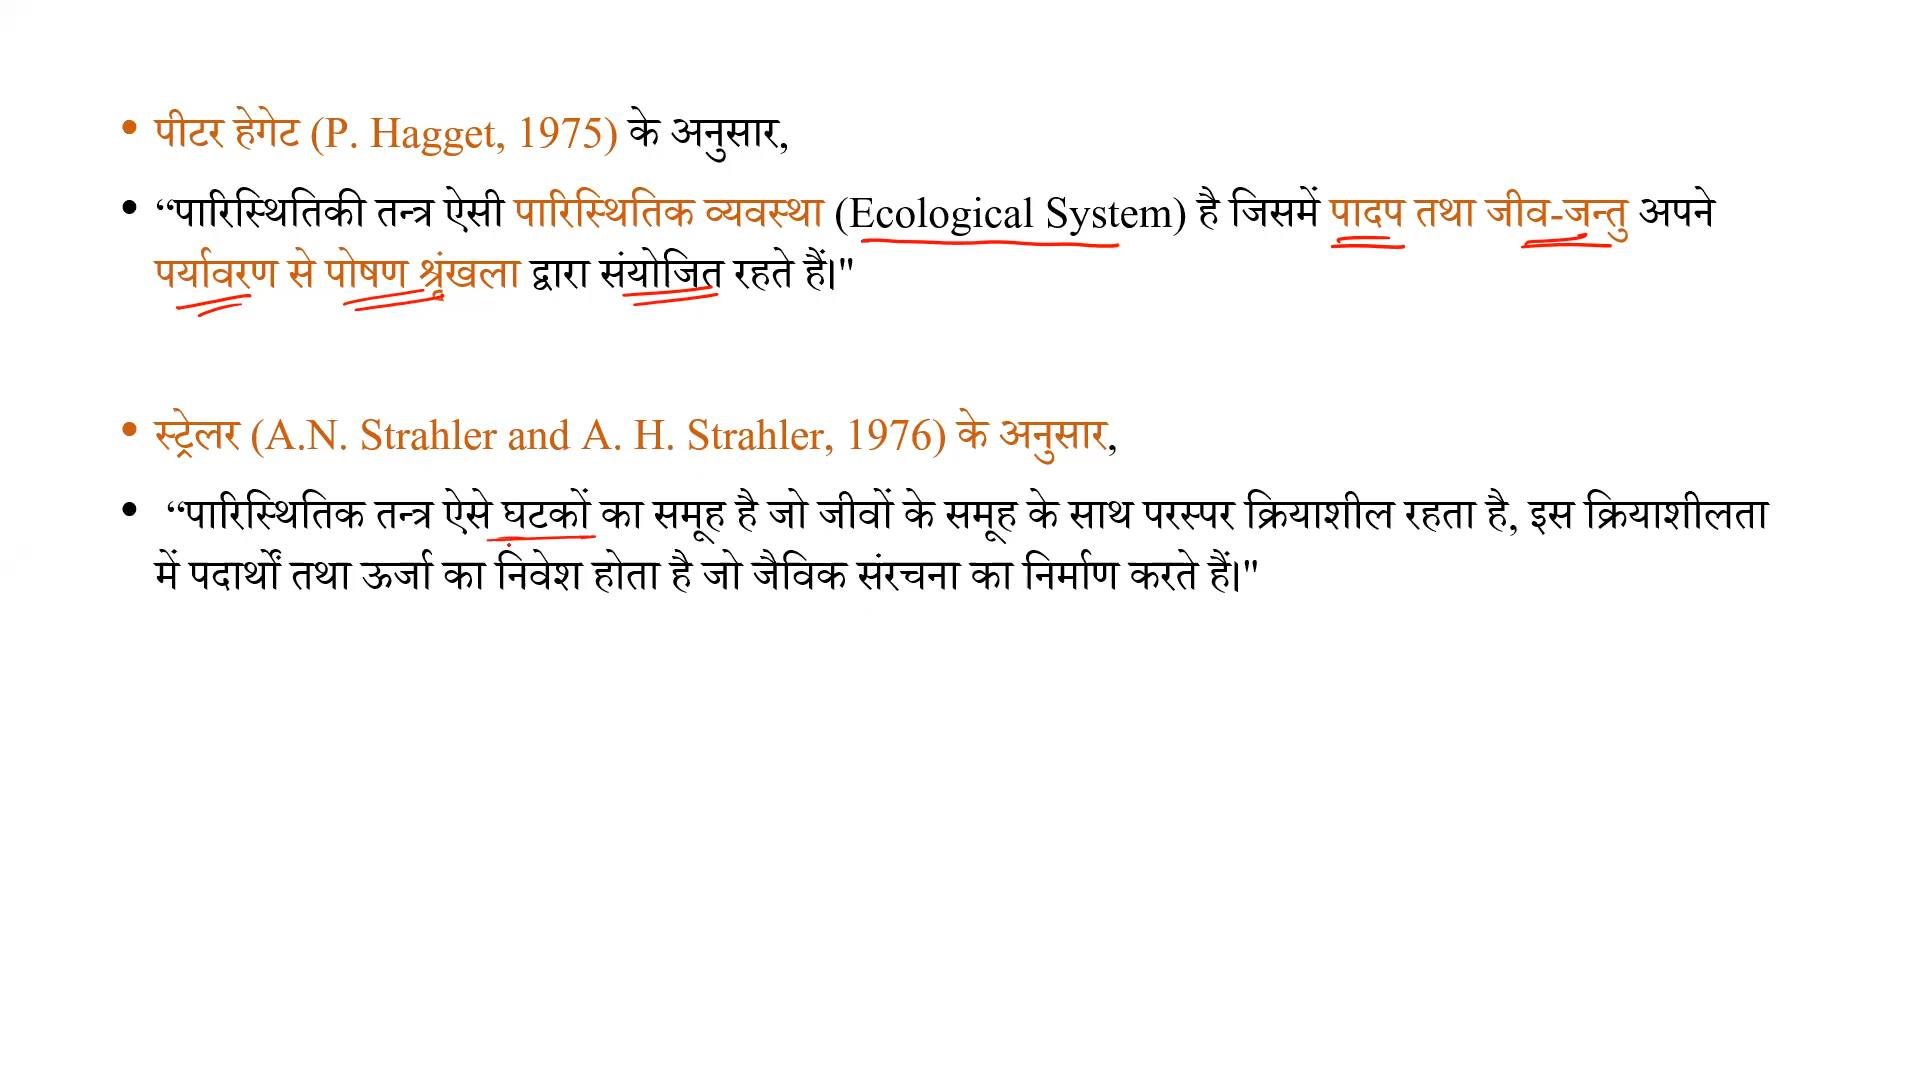 • पीटर हेगेट (P. Hagget, 1975) के अनुसार,
• “पारिस्थितिकी तन्त्र ऐसी पारिस्थितिक व्यवस्था (Ecological System) है जिसमें पादप तथा जीव-जन्तु अपने
पर्यावरण से पोषण श्रृंखला द्वारा संयोजित रहते हैं।"
• स्ट्रेलर (A.N. Strahler and A. H. Strahler, 1976) के अनुसार,
• “पारिस्थितिक तन्त्र ऐसे घटकों का समूह है जो जीवों के समूह के साथ परस्पर क्रियाशील रहता है, इस क्रियाशीलता
में पदार्थों तथा ऊर्जा का निवेश होता है जो जैविक संरचना का निर्माण करते हैं।"